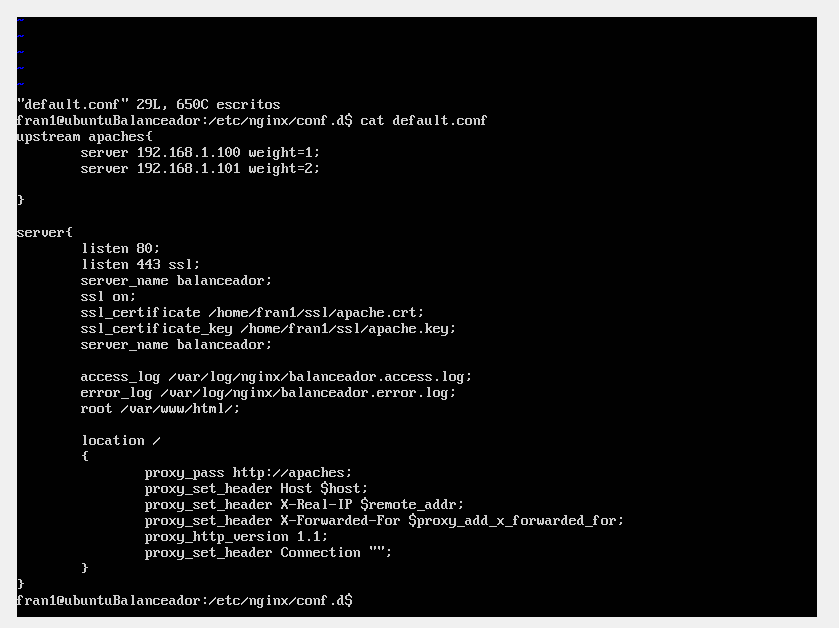 ~
~
~
~
~
"default.conf" 29L, 650C escritos
fran1@ubuntuBalanceador:/etc/nginx/conf.d$ cat default.conf
upstream apaches{
        server 192.168.1.100 weight=1;
        server 192.168.1.101 weight=2;

}

server{
        listen 80;
        listen 443 ssl;
        server_name balanceador;
        ssl on;
        ssl_certificate /home/fran1/ssl/apache.crt;
        ssl_certificate_key /home/fran1/ssl/apache.key;
        server_name balanceador;

        access_log /var/log/nginx/balanceador.access.log;
        error_log /var/log/nginx/balanceador.error.log;
        root /var/www/html/;

        location /
        {
                proxy_pass http://apaches;
                proxy_set_header Host $host;
                proxy_set_header X-Real-IP $remote_addr;
                proxy_set_header X-Forwarded-For $proxy_add_x_forwarded_for;
                proxy_http_version 1.1;
                proxy_set_header Connection "";
        }
}
fran1@ubuntuBalanceador:/etc/nginx/conf.d$